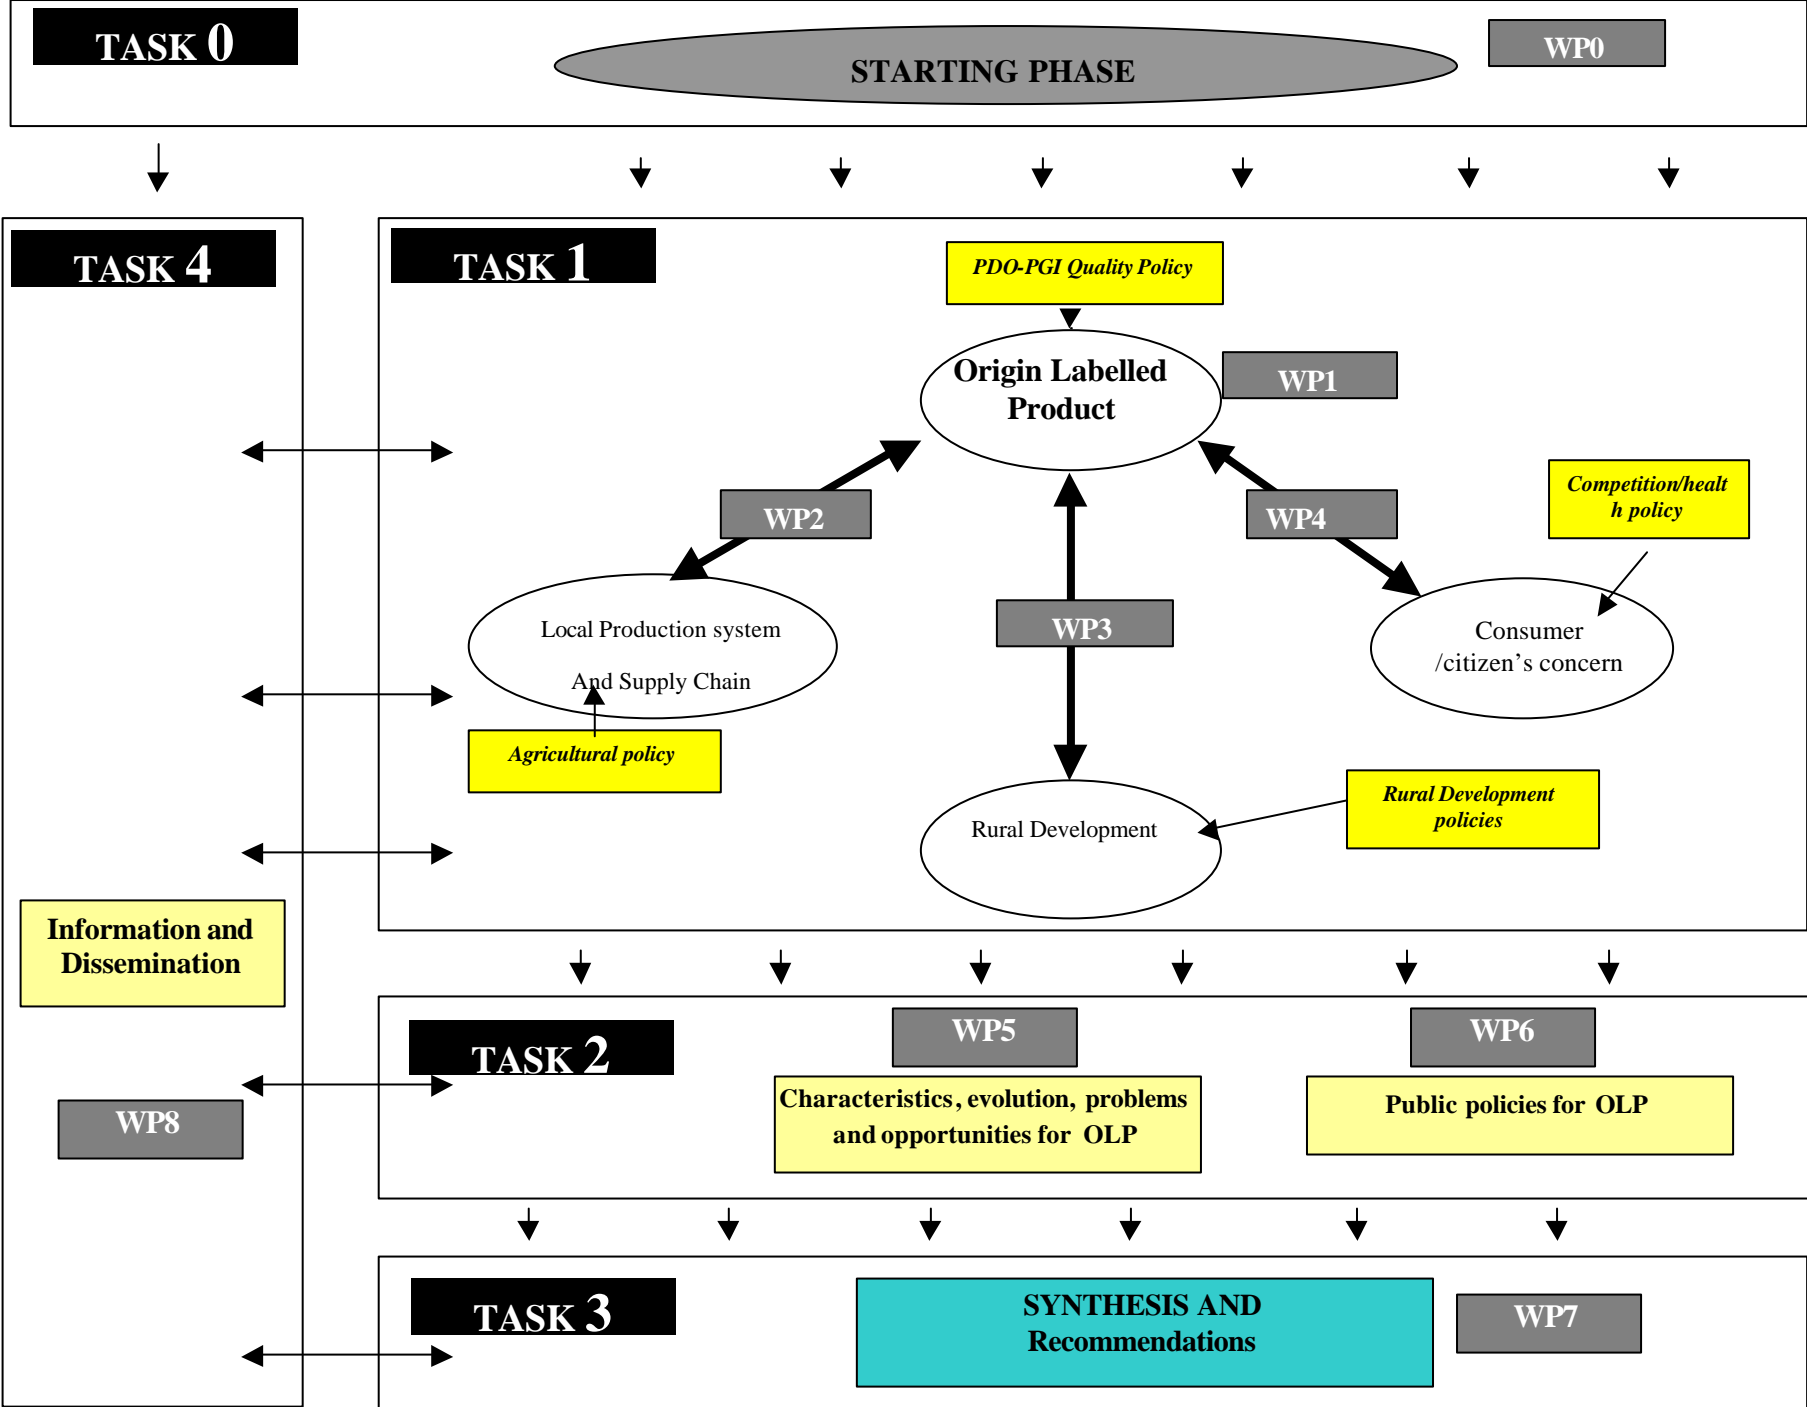 TASK 0
STARTING PHASE
WP0
TASK 4
TASK 1
PDO-PGI Quality Policy
Origin Labelled
Product
WP1
WP2
WP4
Competition/healt
h policy
WP3
Local Production system
And Supply Chain
Consumer
/citizen’s concern
Agricultural policy
Rural Development
Rural Development
policies
Information and
Dissemination
WP8
TASK 2
WP5
WP6
Characteristics, evolution, problems
and opportunities for OLP
Public policies for OLP
TASK 3
SYNTHESIS AND
Recommendations
WP7